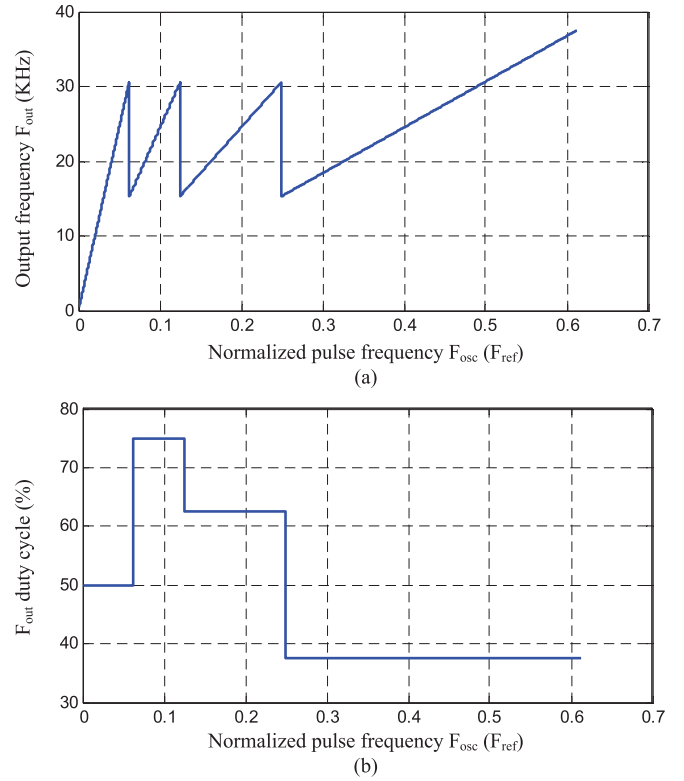 40
30
20
10
0
Output frequency Fout (KHz)
0 0.1 0.2 0.3 0.4 0.5 0.6 0.7
Normalized pulse frequency Fosc (Fref)
(a)
80
70
60
50
40
30
Fout duty cycle (%)
0 0.1 0.2 0.3 0.4 0.5 0.6 0.7
Normalized pulse frequency Fosc (Fref)
(b)